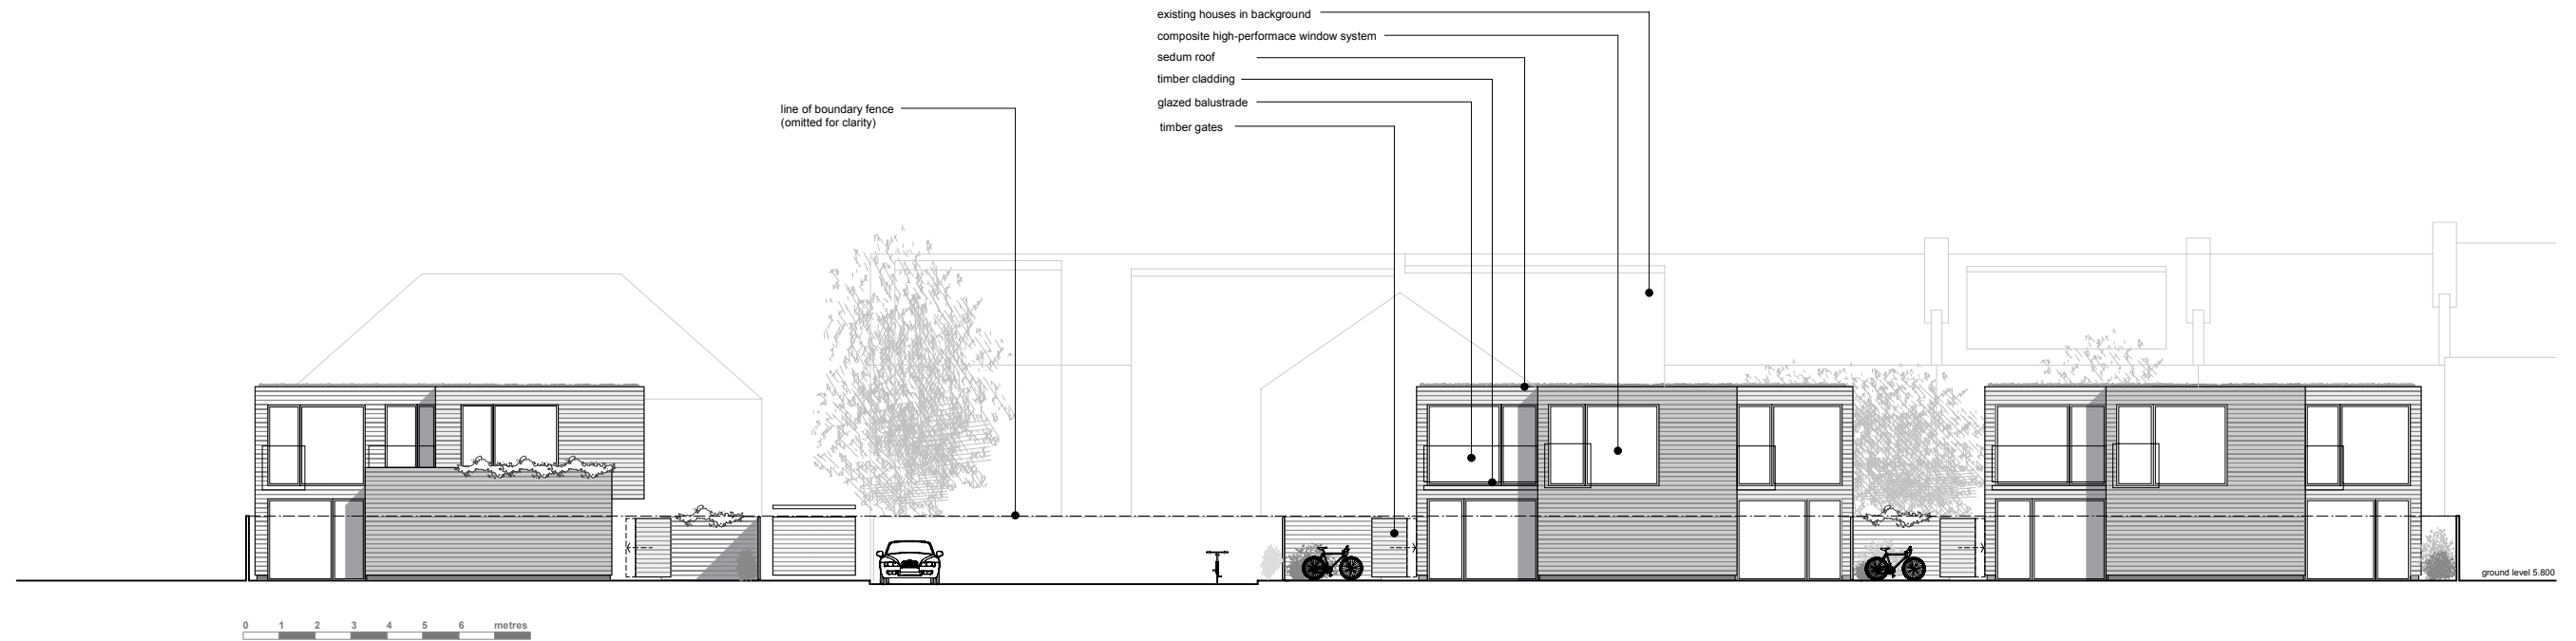 existing houses in background
composite high-performace window system
sedum roof
timber cladding
glazed balustrade
timber gates
line of boundary fence
(omitted for clarity)
ground level 5.800
0 1 2 3 4 5 6 metres